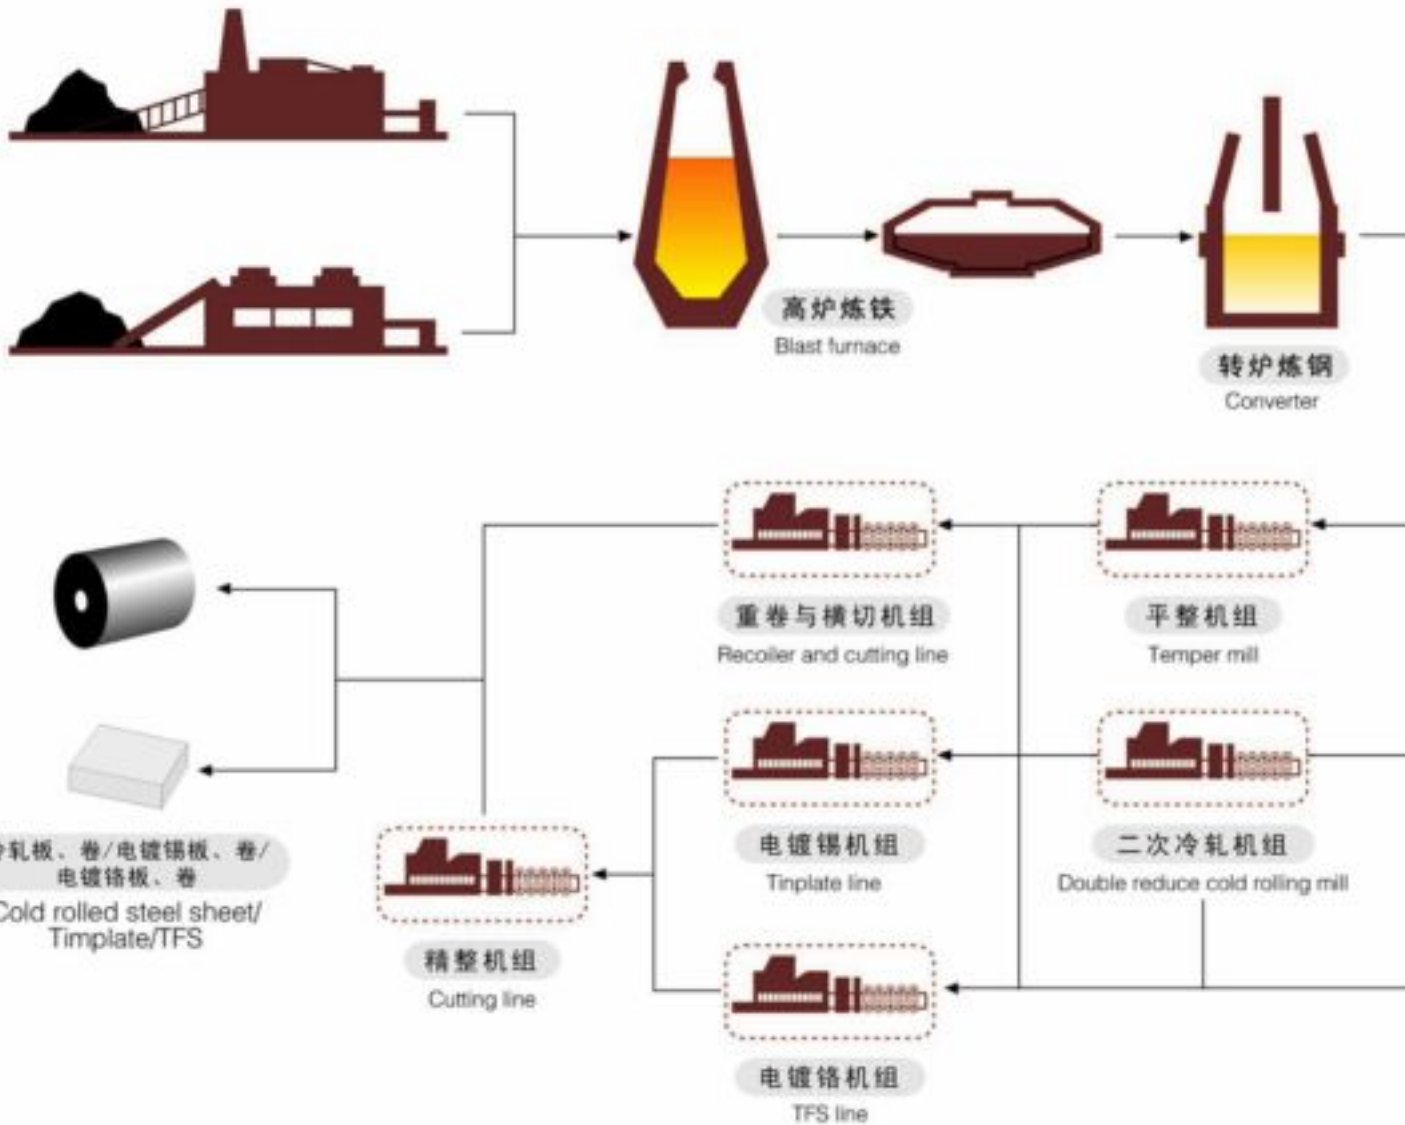 高炉炼铁
Blast furnace
转炉炼钢
Converter
重卷与横切机组
Recoiler and cutting line
平整机组
Temper mill
电镀锡机组
Tinplate line
二次冷轧机组
Double reduce cold rolling mill
冷轧板、卷/电镀锡板、卷/
电镀铬板、卷
Cold rolled steel sheet/
Timplate/TFS
精整机组
Cutting line
电镀铬机组
TFS line